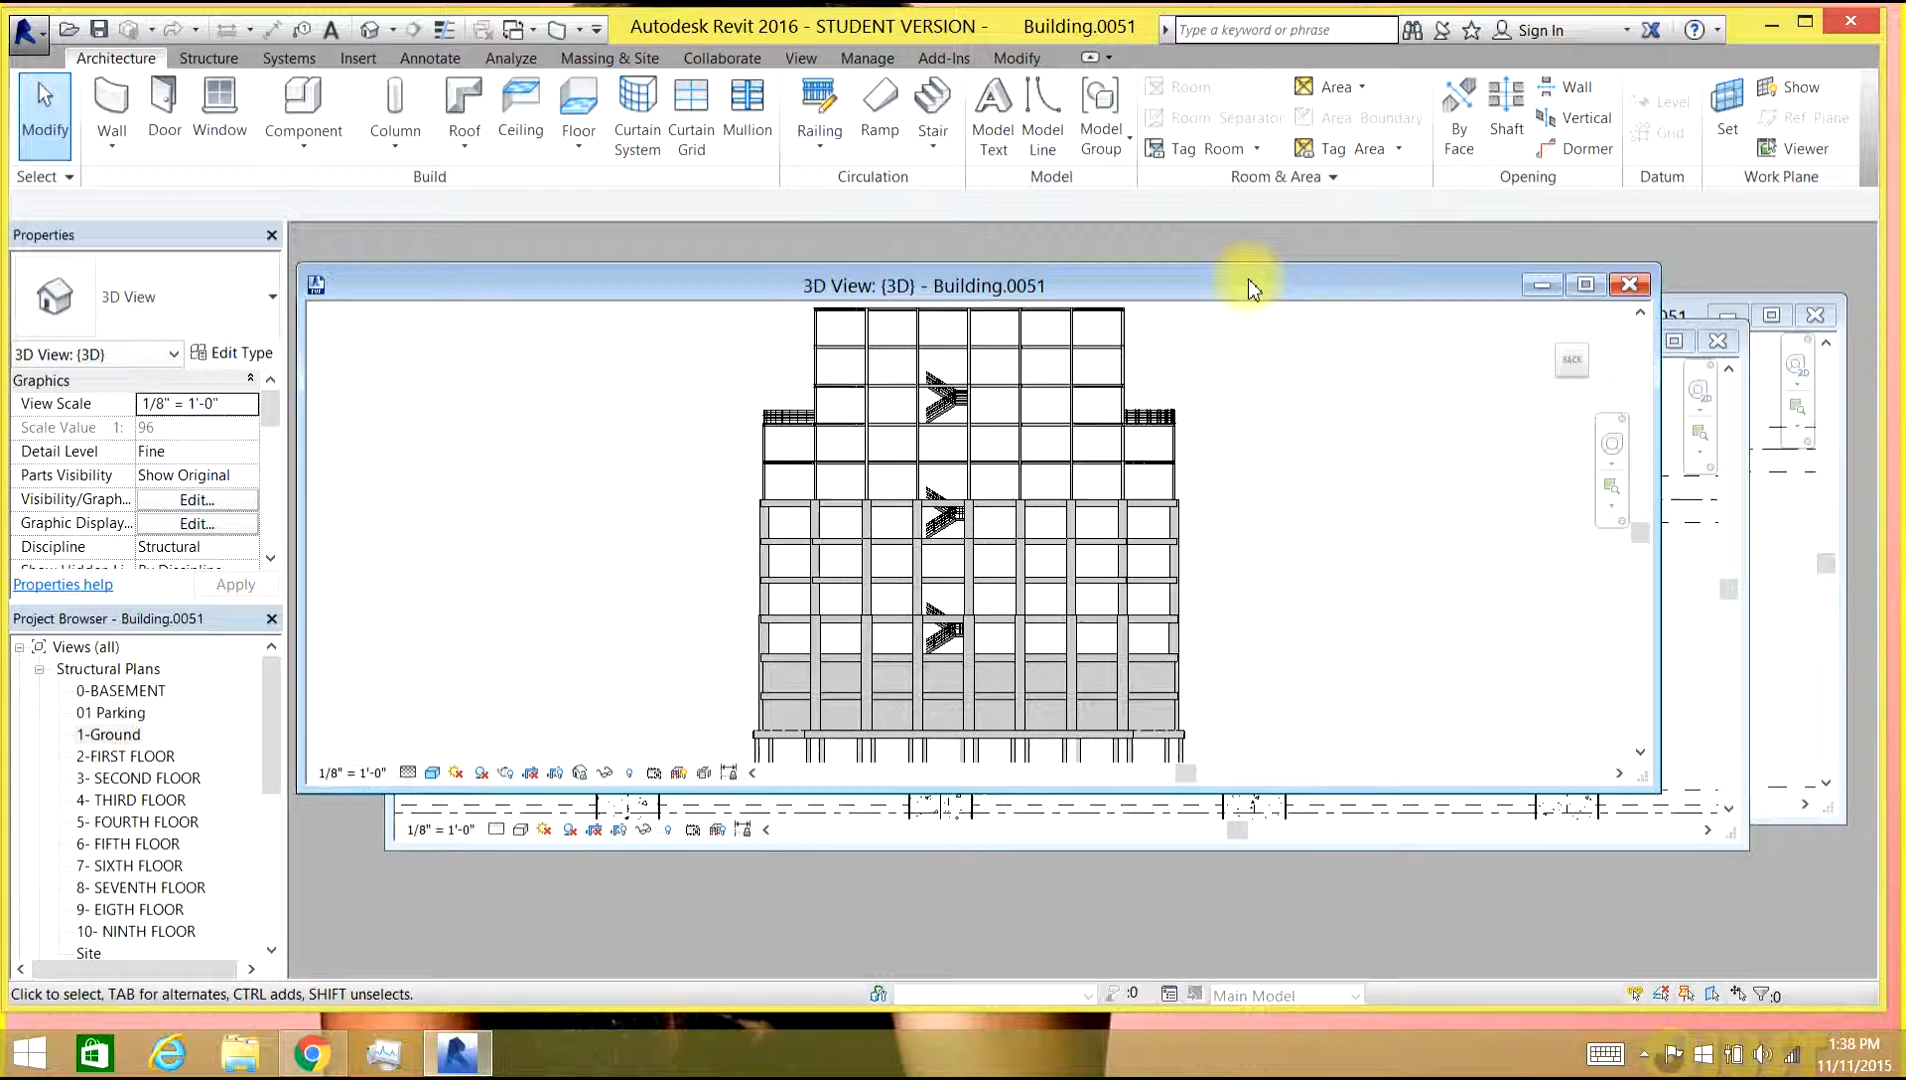 Autodesk Revit 2016 - STUDENT VERSION - Building.0051
Type a keyword or phrase
Sign In
Architecture Structure Systems Insert Annotate Analyze Massing & Site Collaborate View Manage Add-Ins Modify
Modify
Wall
Door
Window
Component
Column
Roof
Ceiling
Floor
Curtain System
Curtain Grid
Mullion
Railing
Ramp
Stair
Model Text
Model Line
Model Group
Room
Room Separator
Tag Room
Area
Area Boundary
Tag Area
By Face
Shaft
Wall
Vertical
Dormer
Level
Grid
Set
Show
Ref Plane
Viewer
Select Build Circulation Model Room & Area Opening Datum Work Plane
Properties
3D View
3D View: {3D} Edit Type
Graphics
View Scale 1/8" = 1'-0"
Scale Value 1: 96
Detail Level Fine
Parts Visibility Show Original
Visibility/Graph... Edit...
Graphic Display... Edit...
Discipline Structural
Properties help Apply
Project Browser - Building.0051
Views (all)
Structural Plans
0-BASEMENT
01 Parking
1-Ground
2-FIRST FLOOR
3- SECOND FLOOR
4- THIRD FLOOR
5- FOURTH FLOOR
6- FIFTH FLOOR
7- SIXTH FLOOR
8- SEVENTH FLOOR
9- EIGTH FLOOR
10- NINTH FLOOR
Site
3D View: {3D} - Building.0051
051
BACK
2D
2D
1/8" = 1'-0"
1/8" = 1'-0"
Click to select, TAB for alternates, CTRL adds, SHIFT unselects.
:0
Main Model
:0
1:38 PM
11/11/2015